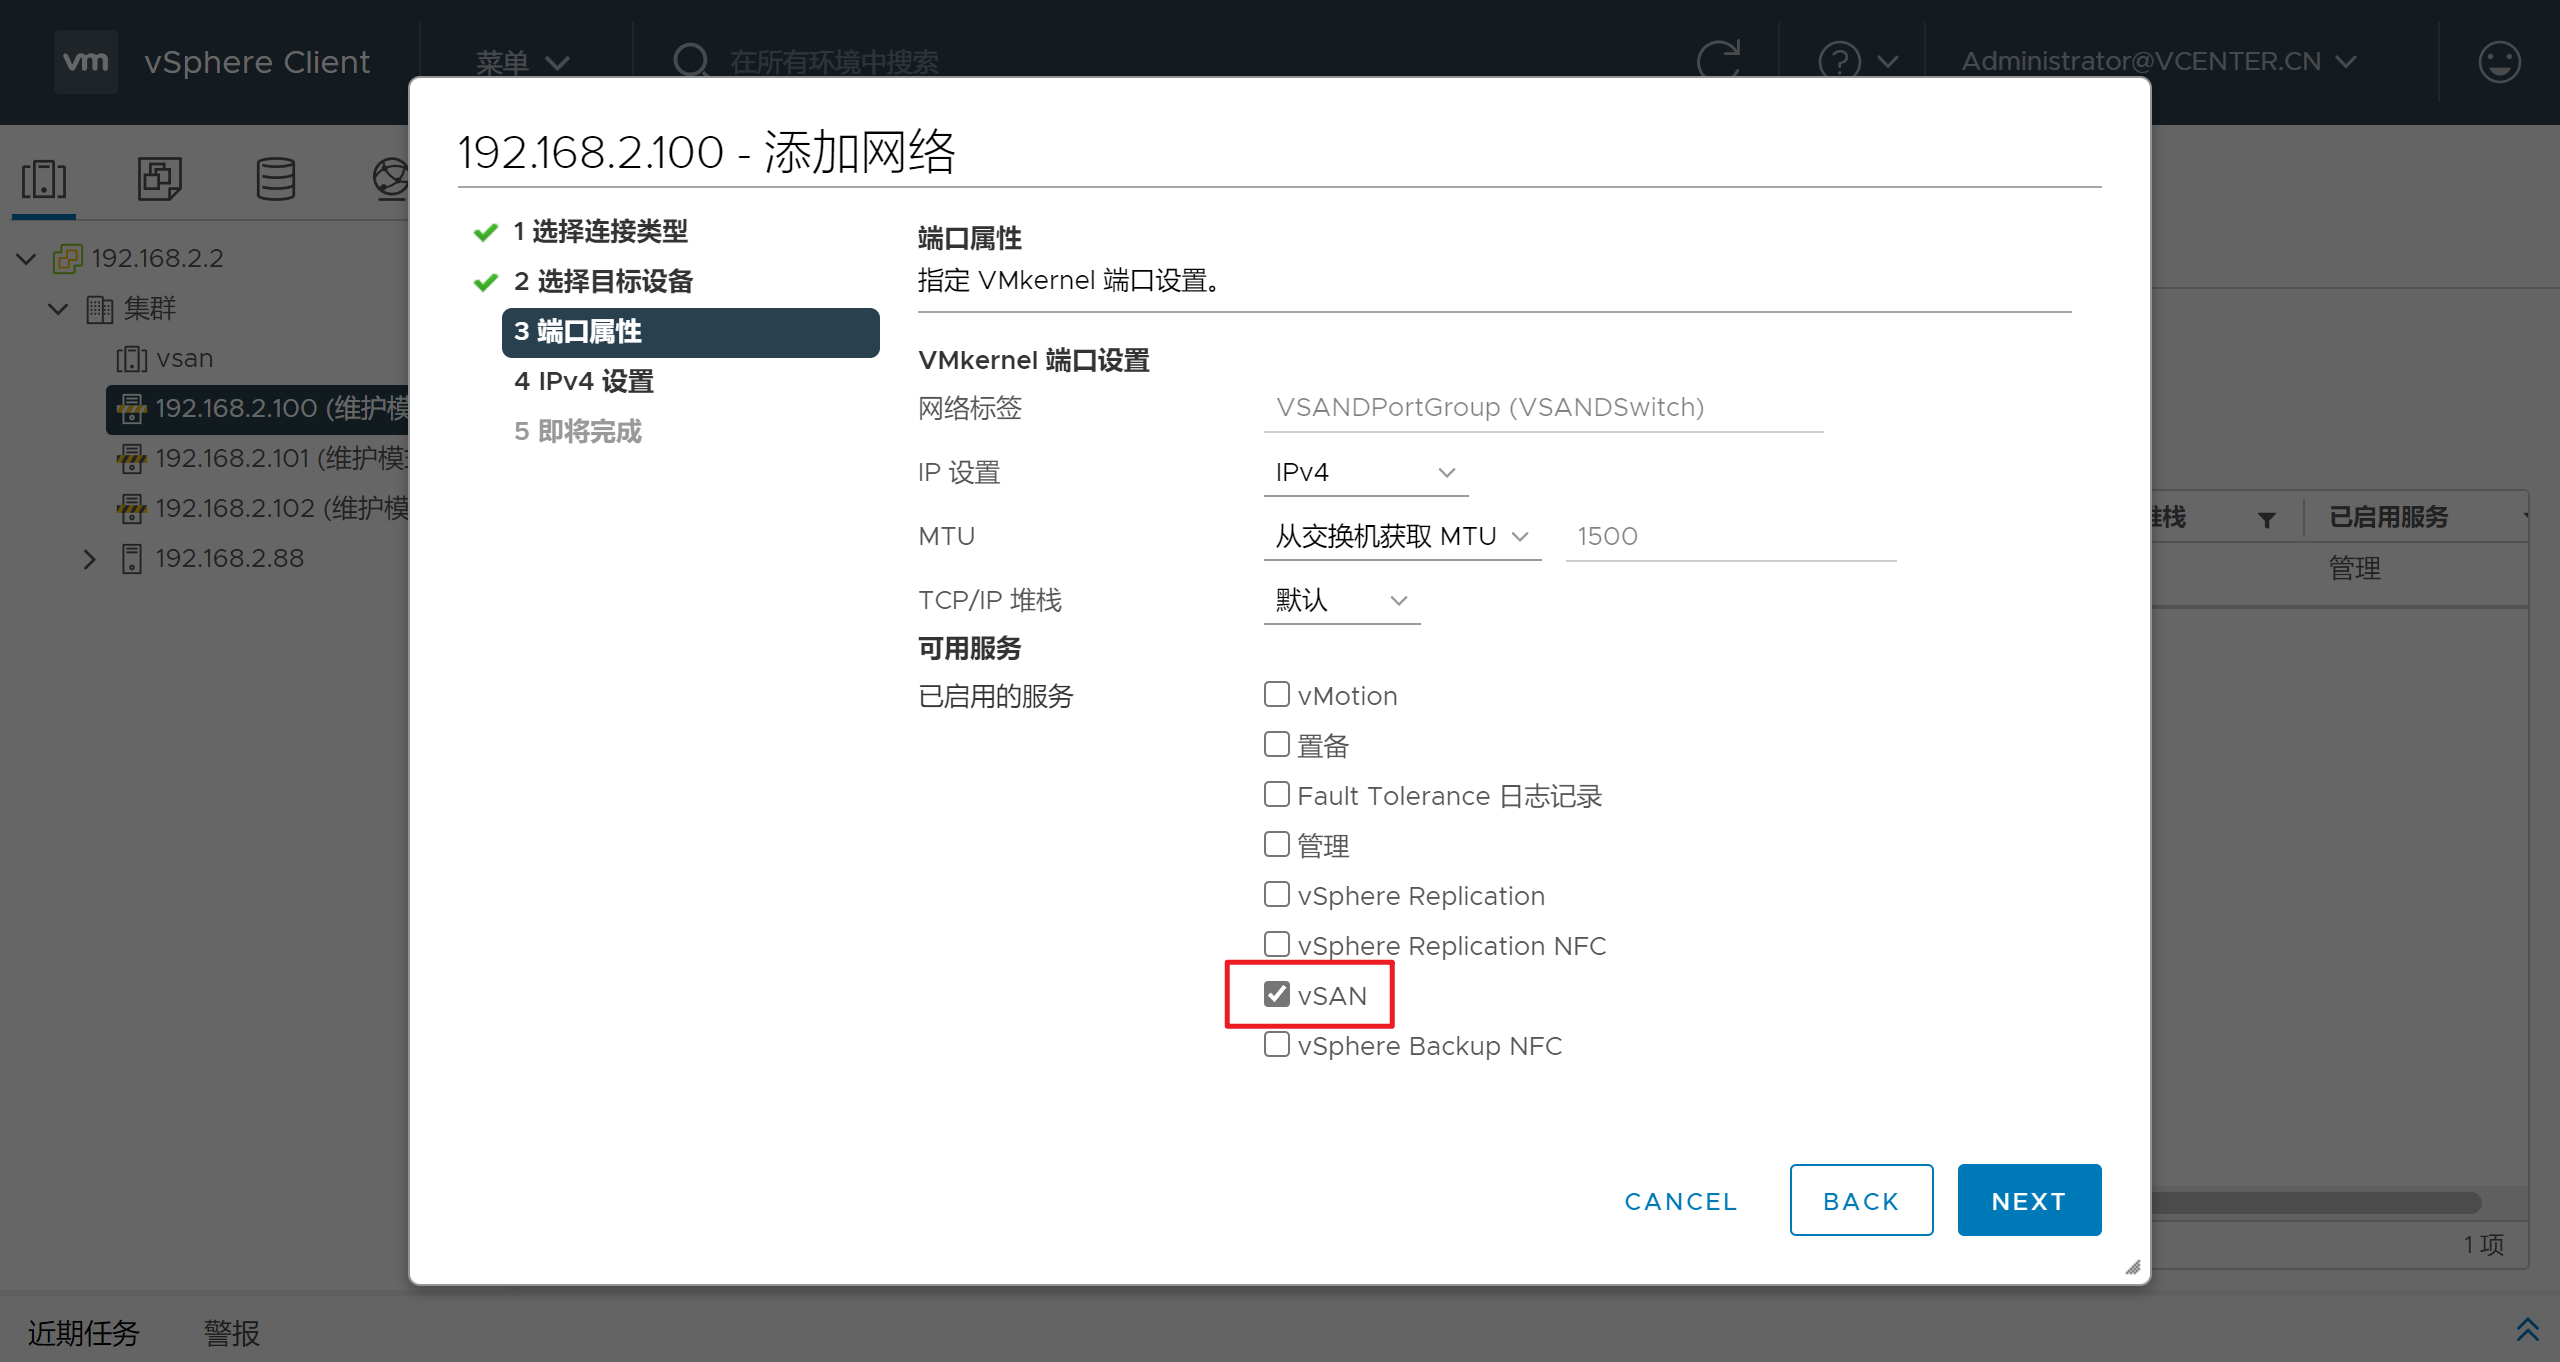 vm vSphere Client 菜单 在所有环境中搜索 Administrator@VCENTER.CN
192.168.2.100 - 添加网络
1 选择连接类型
2 选择目标设备
3 端口属性
4 IPv4 设置
5 即将完成
端口属性
指定 VMkernel 端口设置。
VMkernel 端口设置
网络标签 VSANDPortGroup (VSANDSwitch)
IP 设置 IPv4
MTU 从交换机获取 MTU 1500
TCP/IP 堆栈 默认
可用服务
已启用的服务
vMotion
置备
Fault Tolerance 日志记录
管理
vSphere Replication
vSphere Replication NFC
vSAN
vSphere Backup NFC
CANCEL BACK NEXT
192.168.2.2
集群
vsan
192.168.2.100 (维护模
192.168.2.101 (维护模
192.168.2.102 (维护模
192.168.2.88
栈 已启用服务
管理
1 项
近期任务 警报